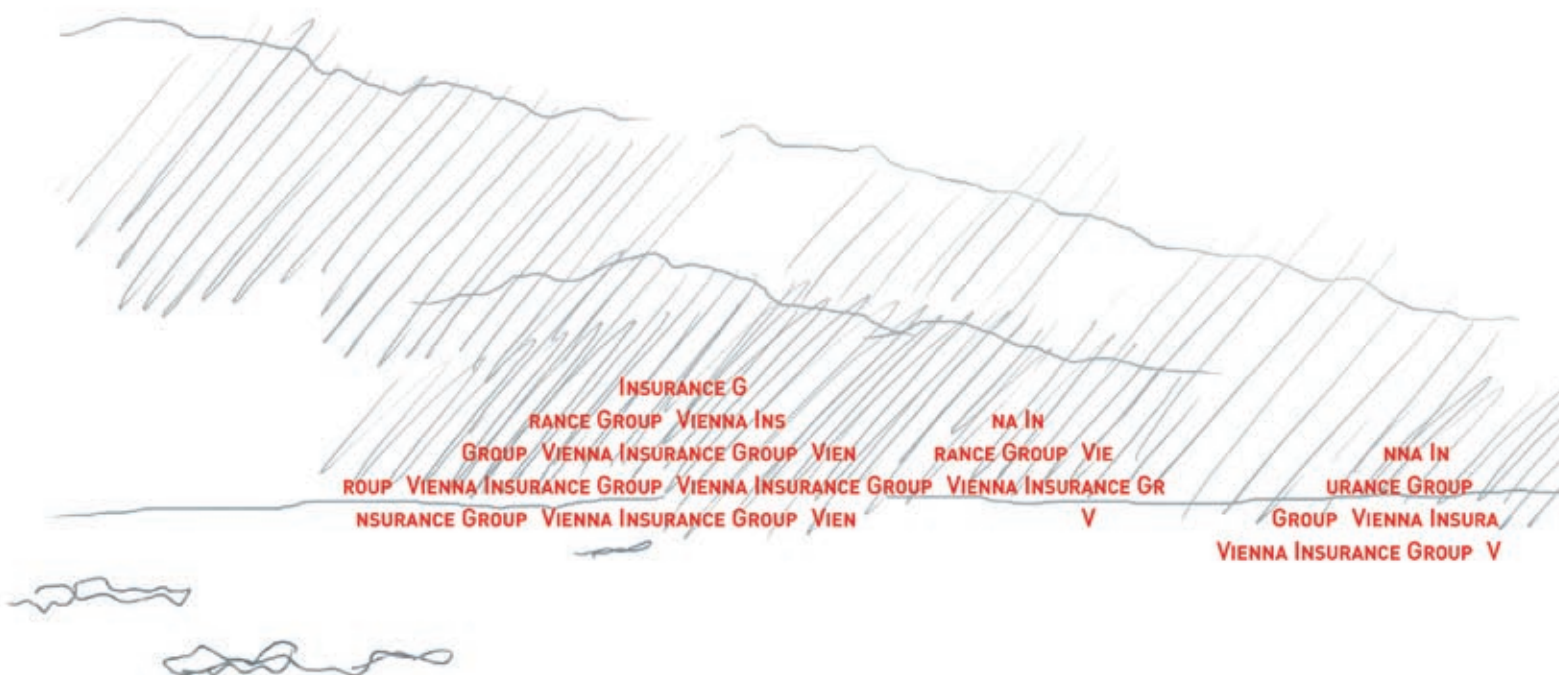 INSURANCE G
RANCE GROUP VIENNA INS NA IN
GROUP VIENNA INSURANCE GROUP VIEN RANCE GROUP VIE NNA IN
ROUP VIENNA INSURANCE GROUP VIENNA INSURANCE GROUP VIENNA INSURANCE GR URANCE GROUP
NSURANCE GROUP VIENNA INSURANCE GROUP VIEN V GROUP VIENNA INSURA
VIENNA INSURANCE GROUP V